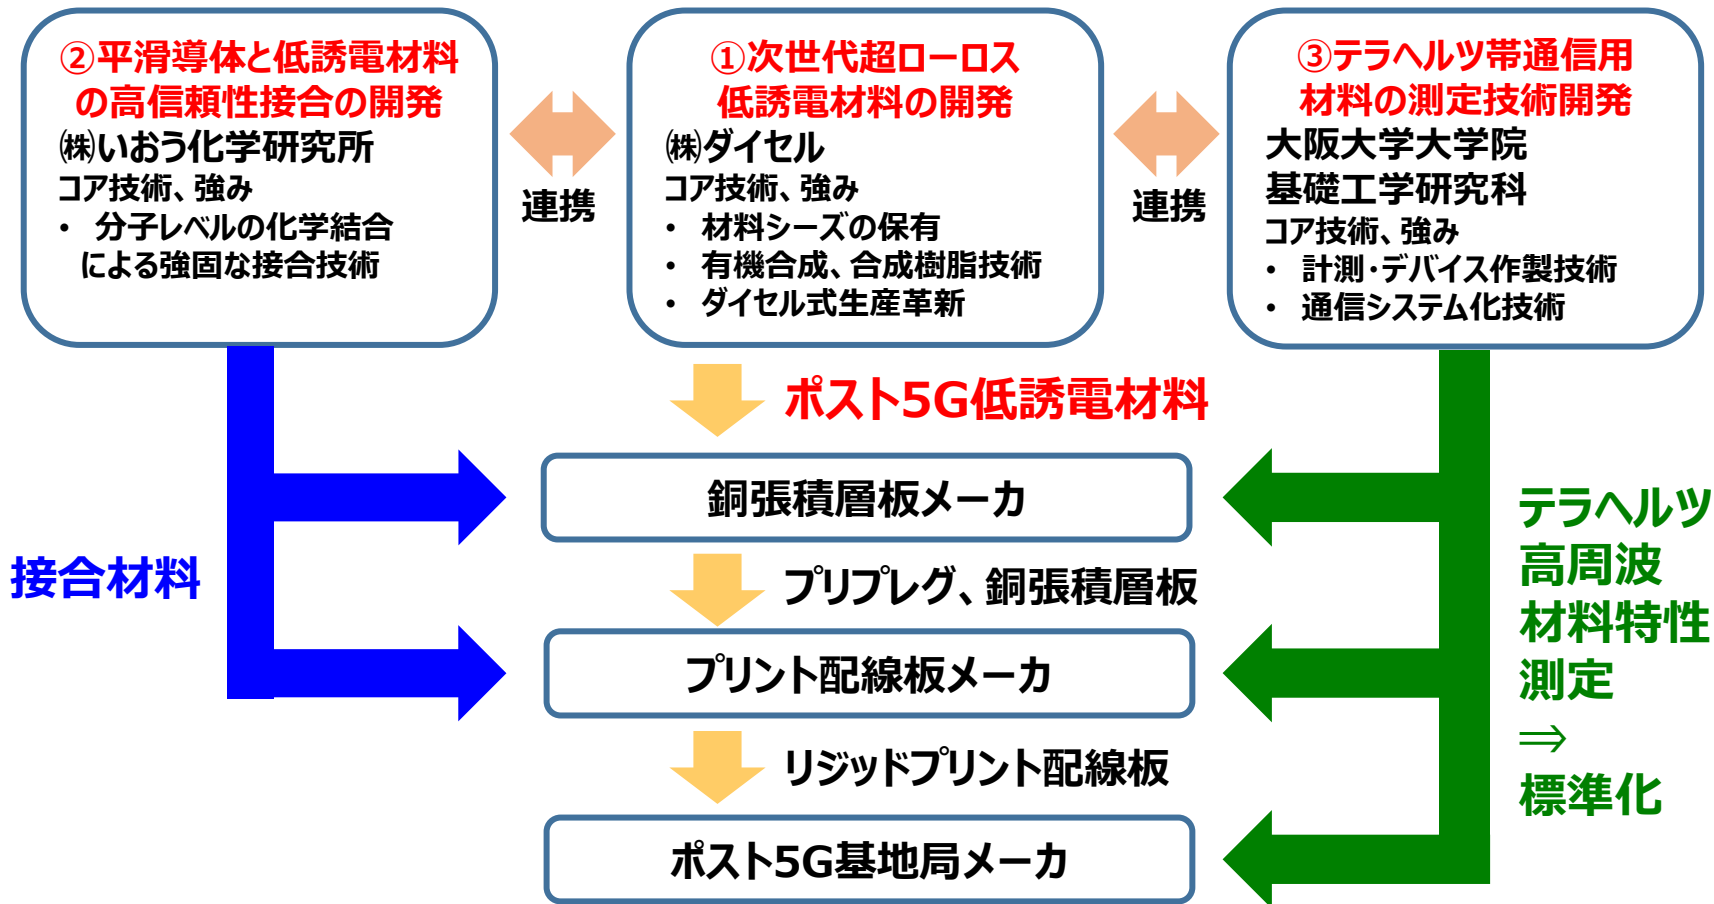 ②平滑導体と低誘電材料
の高信頼性接合の開発
㈱いおう化学研究所
コア技術、強み
・ 分子レベルの化学結合
による強固な接合技術
連携
①次世代超ローロス
低誘電材料の開発
㈱ダイセル
コア技術、強み
・ 材料シーズの保有
・ 有機合成、合成樹脂技術
・ ダイセル式生産革新
連携
③テラヘルツ帯通信用
材料の測定技術開発
大阪大学大学院
基礎工学研究科
コア技術、強み
・ 計測・デバイス作製技術
・ 通信システム化技術
ポスト5G低誘電材料
銅張積層板メーカ
接合材料
プリプレグ、銅張積層板
プリント配線板メーカ
リジッドプリント配線板
ポスト5G基地局メーカ
テラヘルツ
高周波
材料特性
測定
⇒
標準化